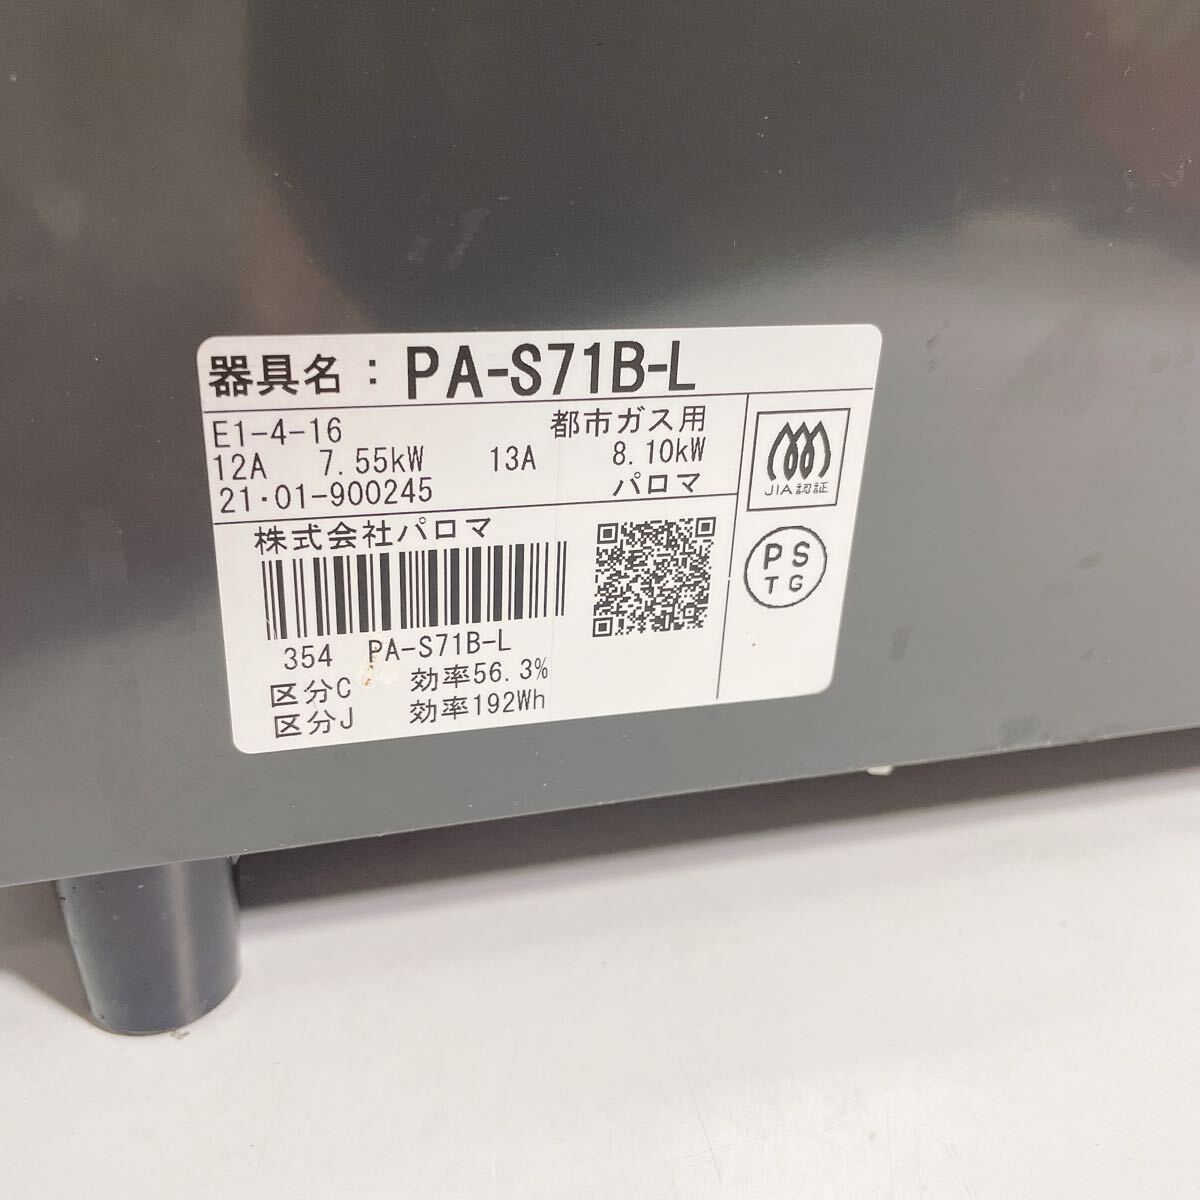 器具名：PA-S71B-L
E1-4-16 都市ガス用
12A 7.55kW 13A 8.10kW
21・01-900245 パロマ
株式会社パロマ
354 PA-S71B-L
区分C 効率56.3%
区分J 効率192Wh
JIA認証
PS
TG